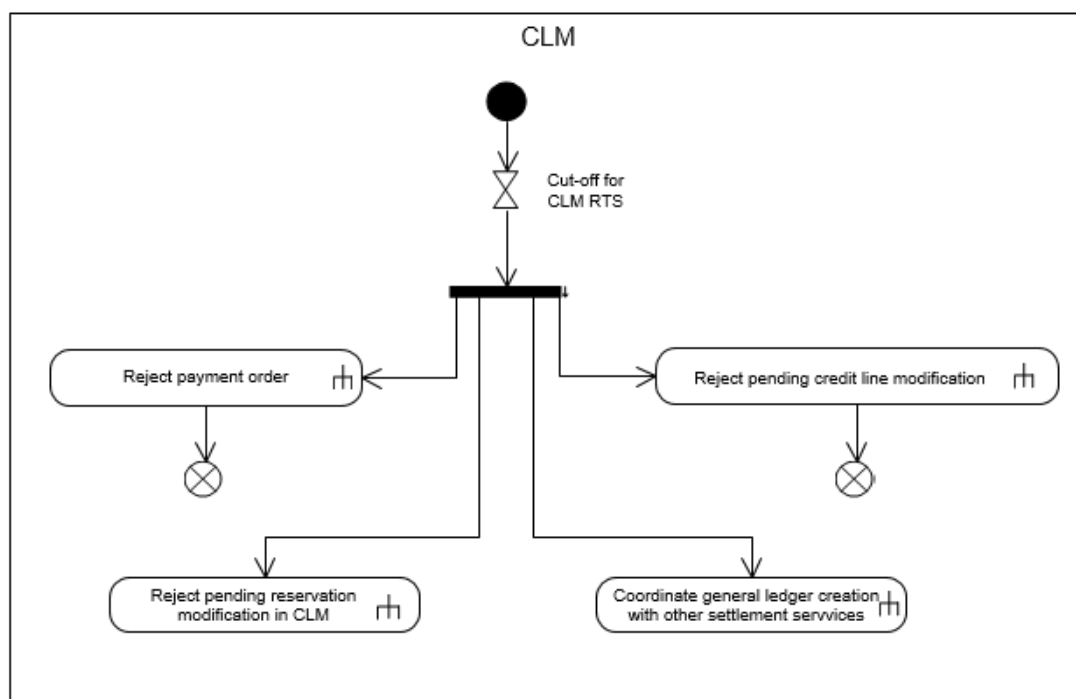 CLM
Cut-off for
CLM RTS
Reject payment order
Reject pending credit line modification
Reject pending reservation
modification in CLM
Coordinate general ledger creation
with other settlement servvices